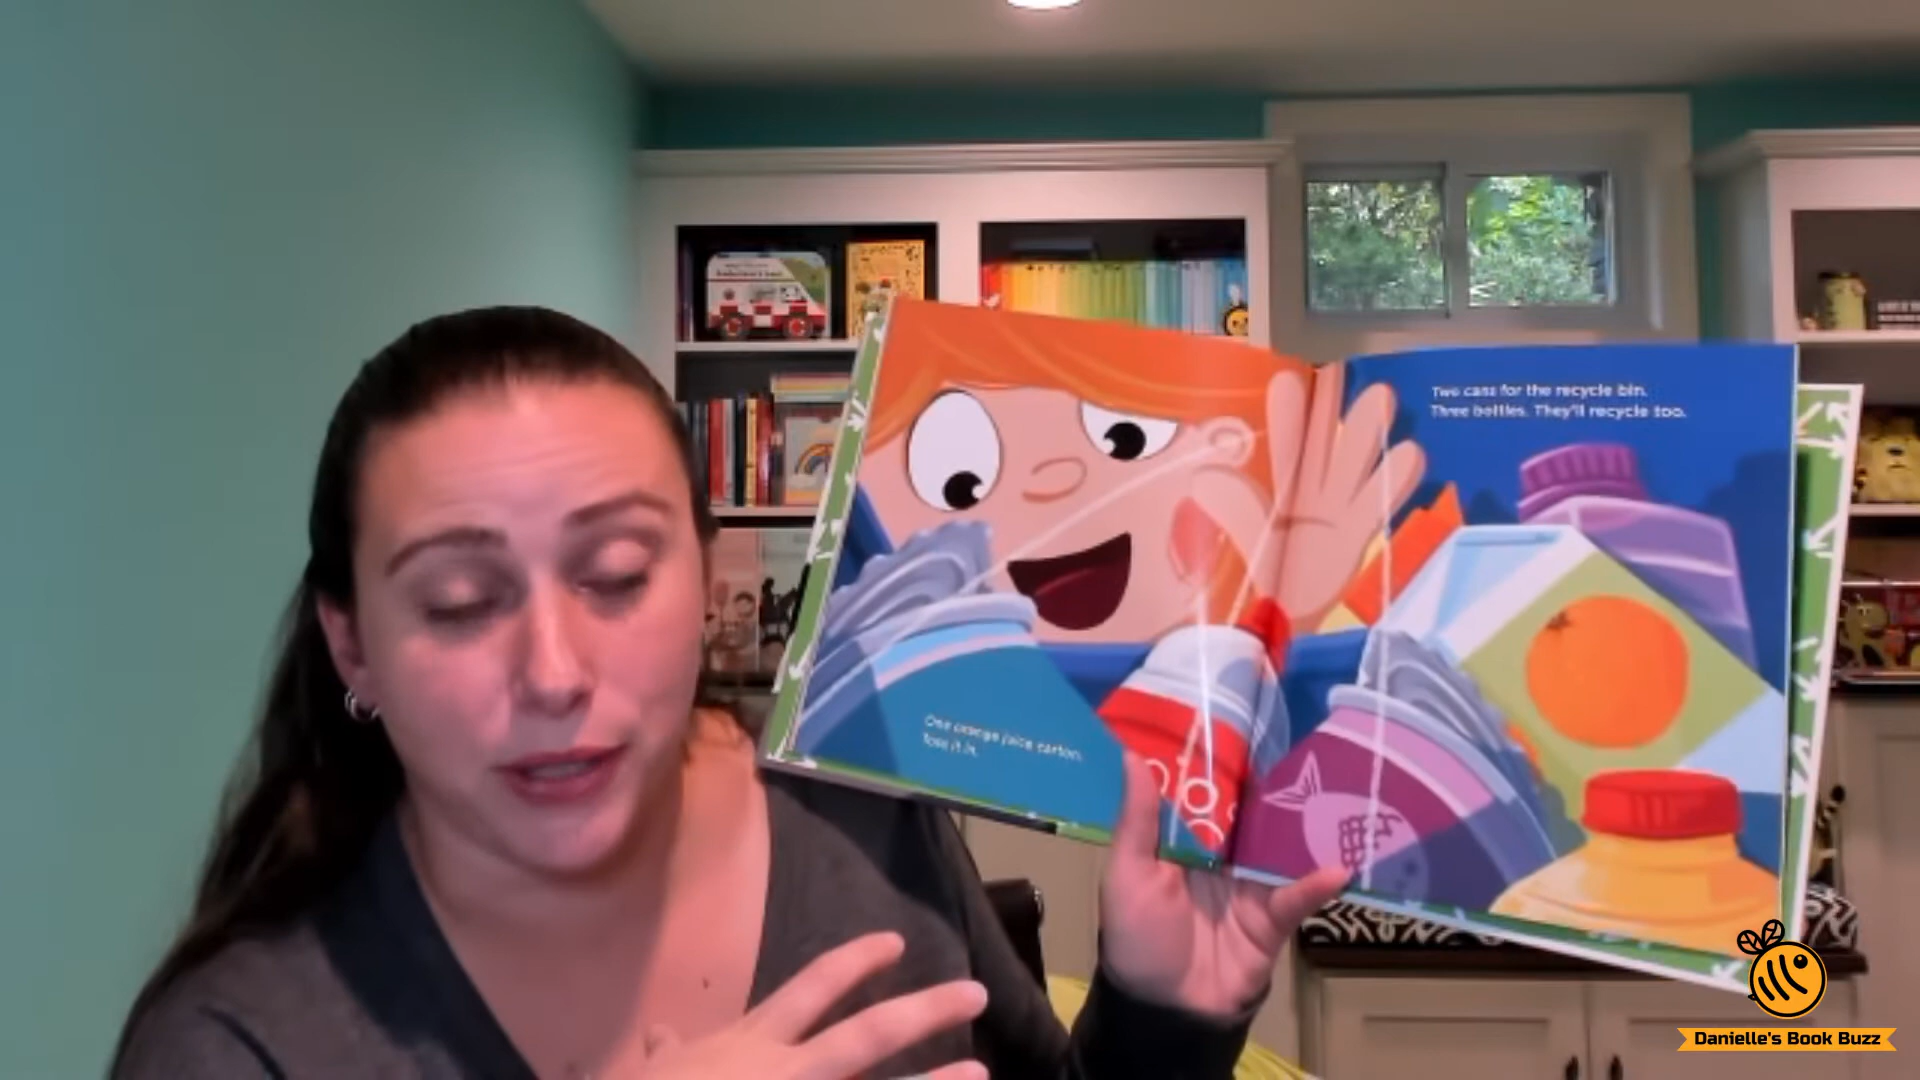 Two cans for the recycle bin.
Three bottles. They'll recycle too.
One orange juice carton.
Toss it in.
Danielle's Book Buzz